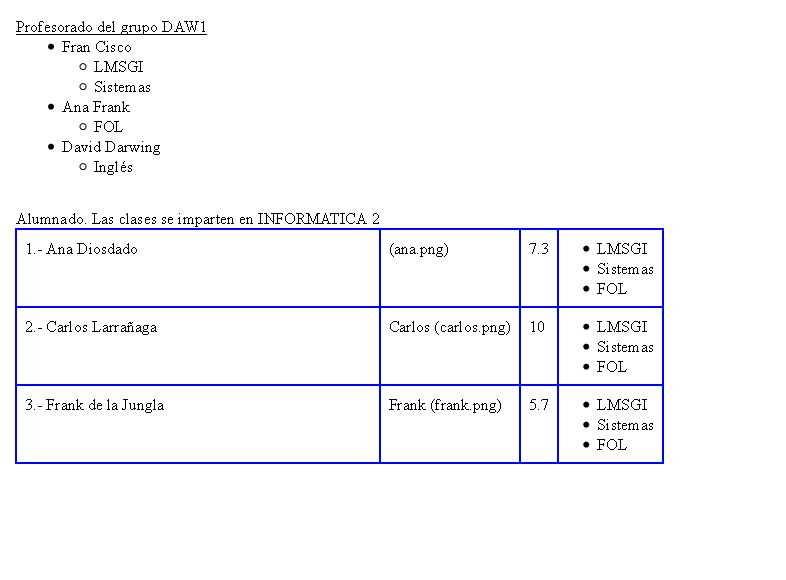 Profesorado del grupo DAW1
Fran Cisco
LMSGI
Sistemas
Ana Frank
FOL
David Darwing
Inglés
Alumnado. Las clases se imparten en INFORMATICA 2
1.- Ana Diosdado (ana.png) 7.3 LMSGI
Sistemas
FOL
2.- Carlos Larrañaga Carlos (carlos.png) 10 LMSGI
Sistemas
FOL
3.- Frank de la Jungla Frank (frank.png) 5.7 LMSGI
Sistemas
FOL